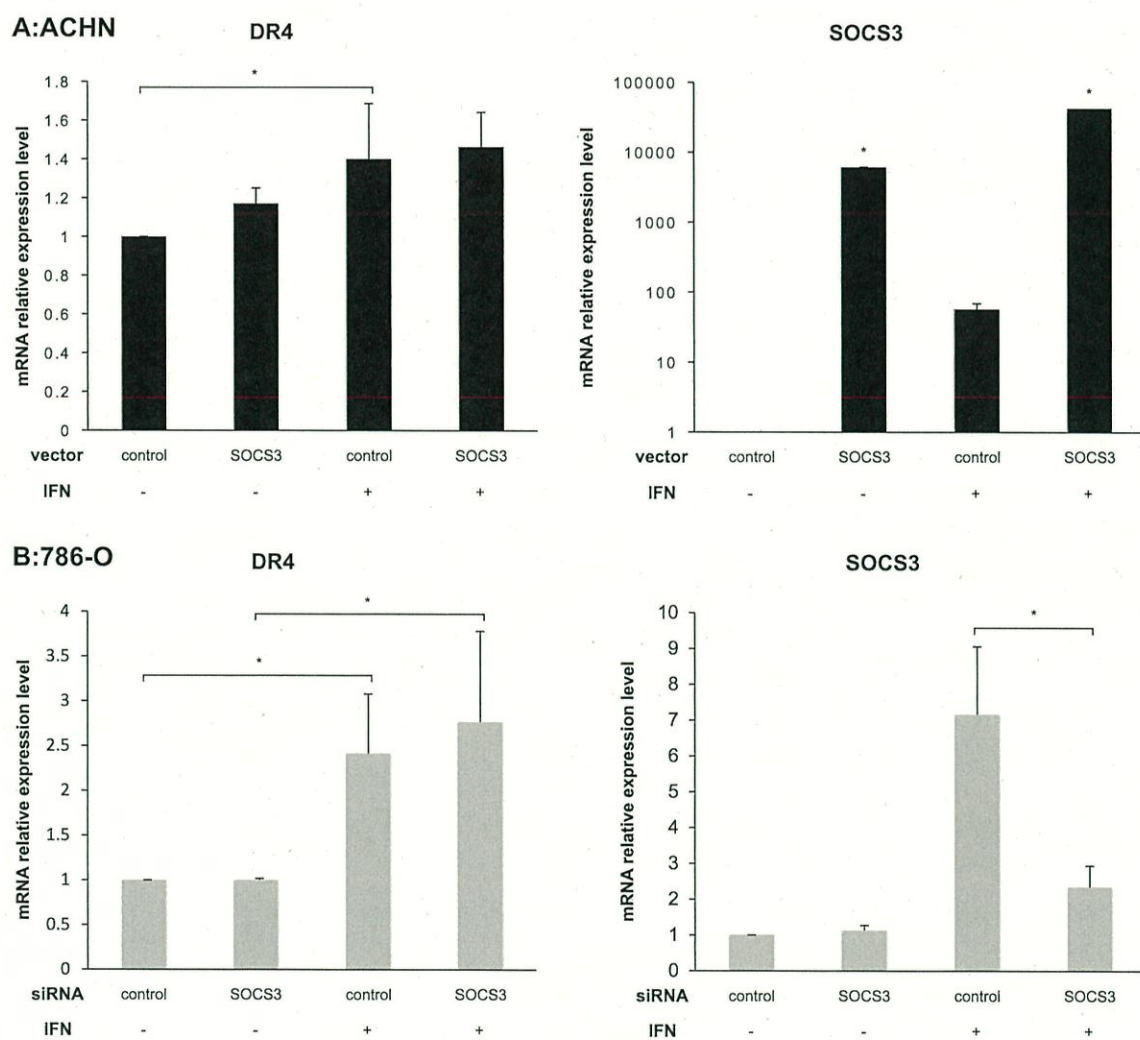 A:ACHN
DR4
*
1.8
1.6
1.4
1.2
1
0.8
0.6
0.4
0.2
0
mRNA relative expression level
vector control SOCS3 control SOCS3
IFN - - + +
SOCS3
*
*
100000
10000
1000
100
10
1
mRNA relative expression level
vector control SOCS3 control SOCS3
IFN - - + +
B:786-O
DR4
*
*
4
3.5
3
2.5
2
1.5
1
0.5
0
mRNA relative expression level
siRNA control SOCS3 control SOCS3
IFN - - + +
SOCS3
*
10
9
8
7
6
5
4
3
2
1
0
mRNA relative expression level
siRNA control SOCS3 control SOCS3
IFN - - + +